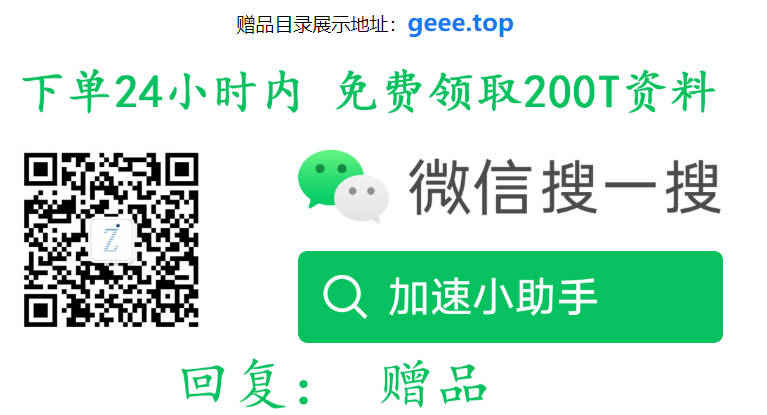 赠品目录展示地址：geee.top
下单24小时内 免费领取200T资料
Z
微信搜一搜
加速小助手
回复： 赠品